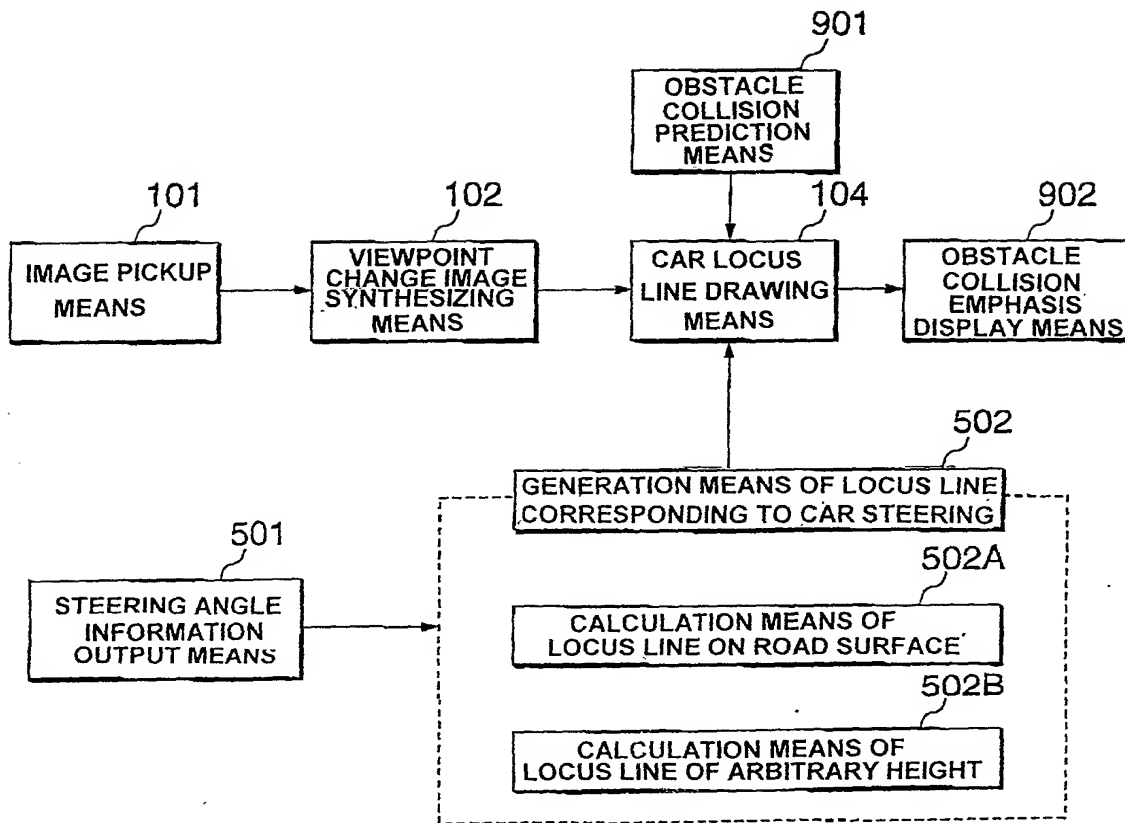 901
OBSTACLE
COLLISION
PREDICTION
MEANS
101
IMAGE PICKUP
MEANS
102
VIEWPOINT
CHANGE IMAGE
SYNTHESIZING
MEANS
104
CAR LOCUS
LINE DRAWING
MEANS
902
OBSTACLE
COLLISION
EMPHASIS
DISPLAY MEANS
502
GENERATION MEANS OF LOCUS LINE
CORRESPONDING TO CAR STEERING
501
STEERING ANGLE
INFORMATION
OUTPUT MEANS
502A
CALCULATION MEANS OF
LOCUS LINE ON ROAD SURFACE
502B
CALCULATION MEANS OF
LOCUS LINE OF ARBITRARY HEIGHT